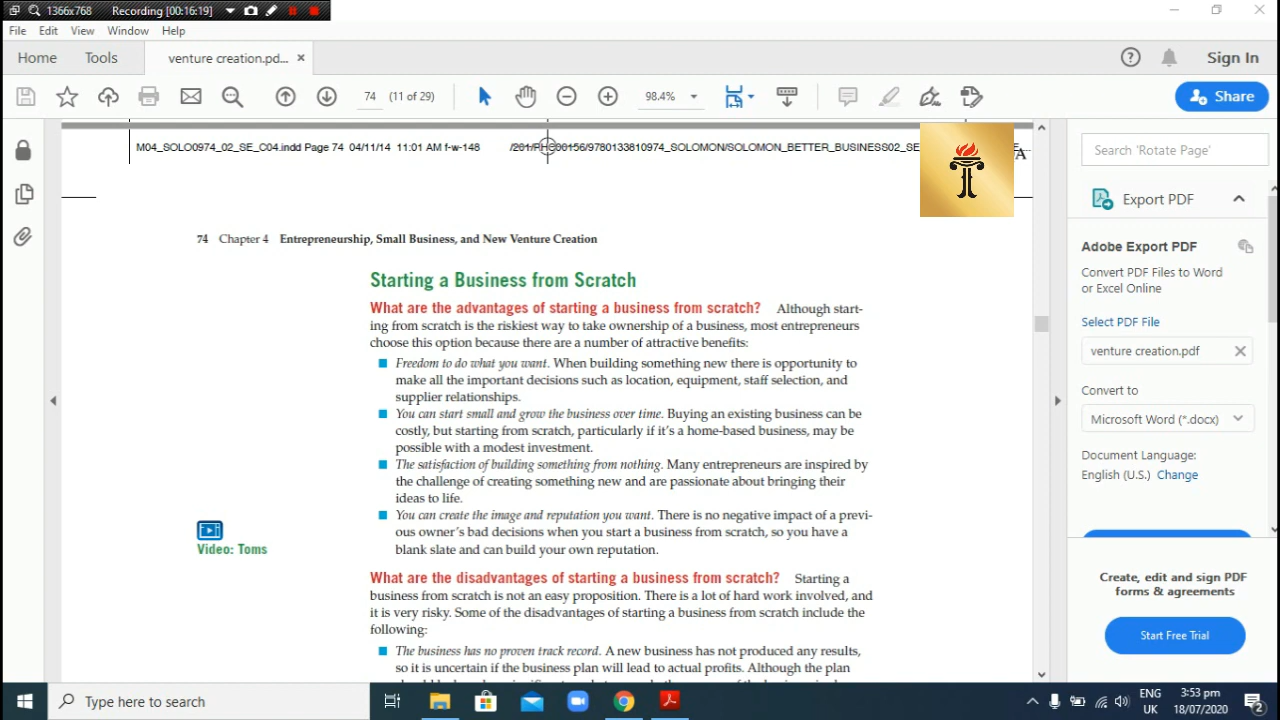 1366x768 Recording [00:16:19]
File Edit View Window Help
Home Tools venture creation.pd... × Sign In
74 (11 of 29) 98.4% Share
M04_SOLO0974_02_SE_C04.indd Page 74 04/11/14 11:01 AM f-w-148
74 Chapter 4 Entrepreneurship, Small Business, and New Venture Creation
Starting a Business from Scratch
What are the advantages of starting a business from scratch? Although start-
ing from scratch is the riskiest way to take ownership of a business, most entrepreneurs
choose this option because there are a number of attractive benefits:
Freedom to do what you want. When building something new there is opportunity to
make all the important decisions such as location, equipment, staff selection, and
supplier relationships.
You can start small and grow the business over time. Buying an existing business can be
costly, but starting from scratch, particularly if it's a home-based business, may be
possible with a modest investment.
The satisfaction of building something from nothing. Many entrepreneurs are inspired by
the challenge of creating something new and are passionate about bringing their
ideas to life.
You can create the image and reputation you want. There is no negative impact of a previ-
ous owner's bad decisions when you start a business from scratch, so you have a
blank slate and can build your own reputation.
Video: Toms
What are the disadvantages of starting a business from scratch? Starting a
business from scratch is not an easy proposition. There is a lot of hard work involved, and
it is very risky. Some of the disadvantages of starting a business from scratch include the
following:
The business has no proven track record. A new business has not produced any results,
so it is uncertain if the business plan will lead to actual profits. Although the plan
Search 'Rotate Page'
Export PDF
Adobe Export PDF
Convert PDF Files to Word
or Excel Online
Select PDF File
venture creation.pdf
Convert to
Microsoft Word (*.docx)
Document Language:
English (U.S.) Change
Create, edit and sign PDF
forms & agreements
Start Free Trial
Type here to search
ENG
UK
3:53 pm
18/07/2020
2